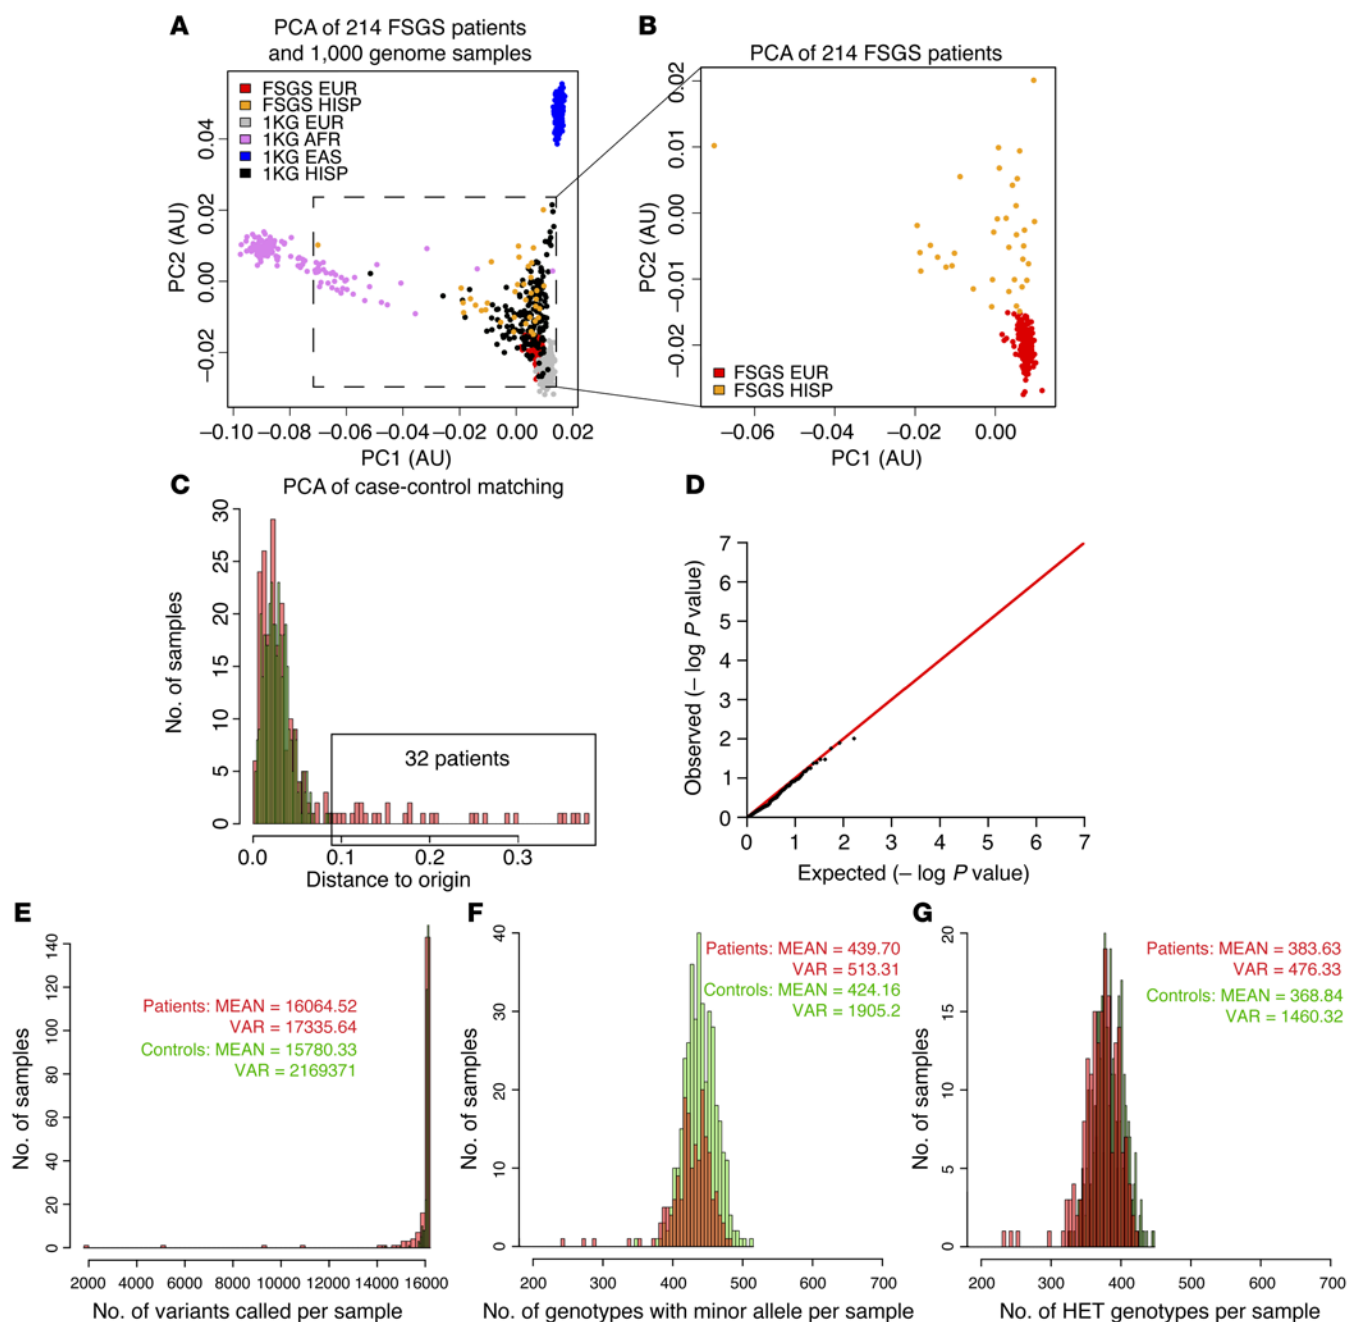 A
PCA of 214 FSGS patients
and 1,000 genome samples
FSGS EUR
FSGS HISP
1KG EUR
1KG AFR
1KG EAS
1KG HISP
PC2 (AU)
0.04
0.02
0.00
−0.02
−0.10 −0.08 −0.06 −0.04 −0.02 0.00 0.02
PC1 (AU)
B
PCA of 214 FSGS patients
PC2 (AU)
0.02
0.01
0.00
−0.01
−0.02
FSGS EUR
FSGS HISP
−0.06 −0.04 −0.02 0.00
PC1 (AU)
C
PCA of case-control matching
No. of samples
30
25
20
15
10
5
0
32 patients
0.0 0.1 0.2 0.3
Distance to origin
D
Observed (− log P value)
7
6
5
4
3
2
1
0
0 1 2 3 4 5 6 7
Expected (− log P value)
E
No. of samples
140
120
100
80
60
40
20
0
Patients: MEAN = 16064.52
VAR = 17335.64
Controls: MEAN = 15780.33
VAR = 2169371
2000 4000 6000 8000 10000 12000 14000 16000
No. of variants called per sample
F
No. of samples
40
30
20
10
0
Patients: MEAN = 439.70
VAR = 513.31
Controls: MEAN = 424.16
VAR = 1905.2
200 300 400 500 600 700
No. of genotypes with minor allele per sample
G
No. of samples
20
15
10
5
0
Patients: MEAN = 383.63
VAR = 476.33
Controls: MEAN = 368.84
VAR = 1460.32
200 300 400 500 600 700
No. of HET genotypes per sample